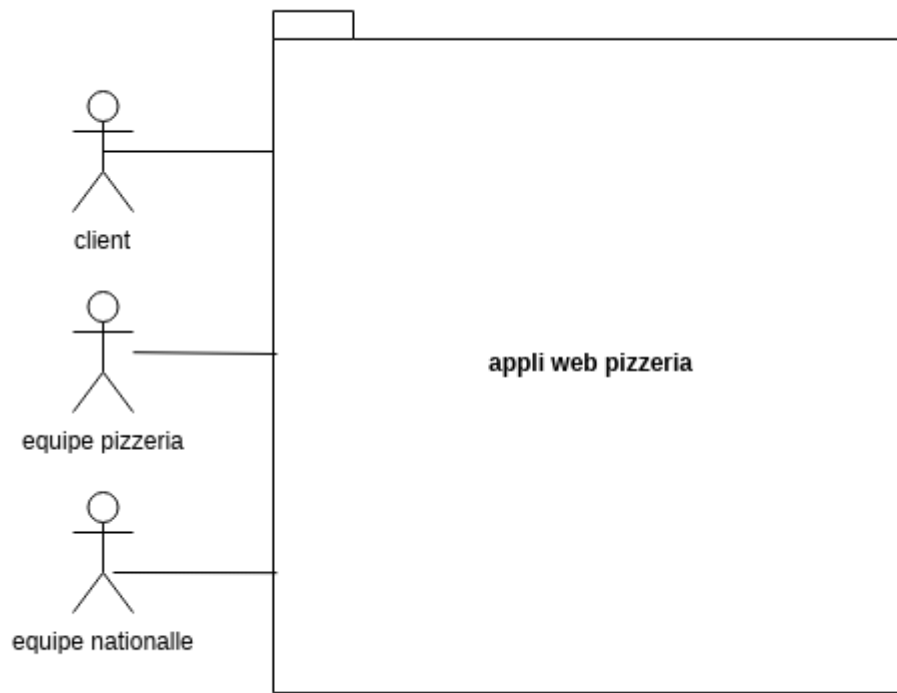 client
equipe pizzeria
appli web pizzeria
equipe nationalle